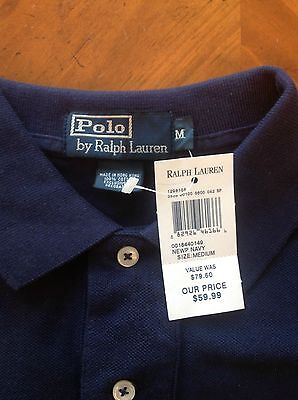 Polo
by Ralph Lauren
M
MADE IN HONG KONG
100% COTTON
RALPH LAUREN
0016440149
NEWP NAVY
SIZE:MEDIUM
VALUE WAS
$79.50
OUR PRICE
$59.99